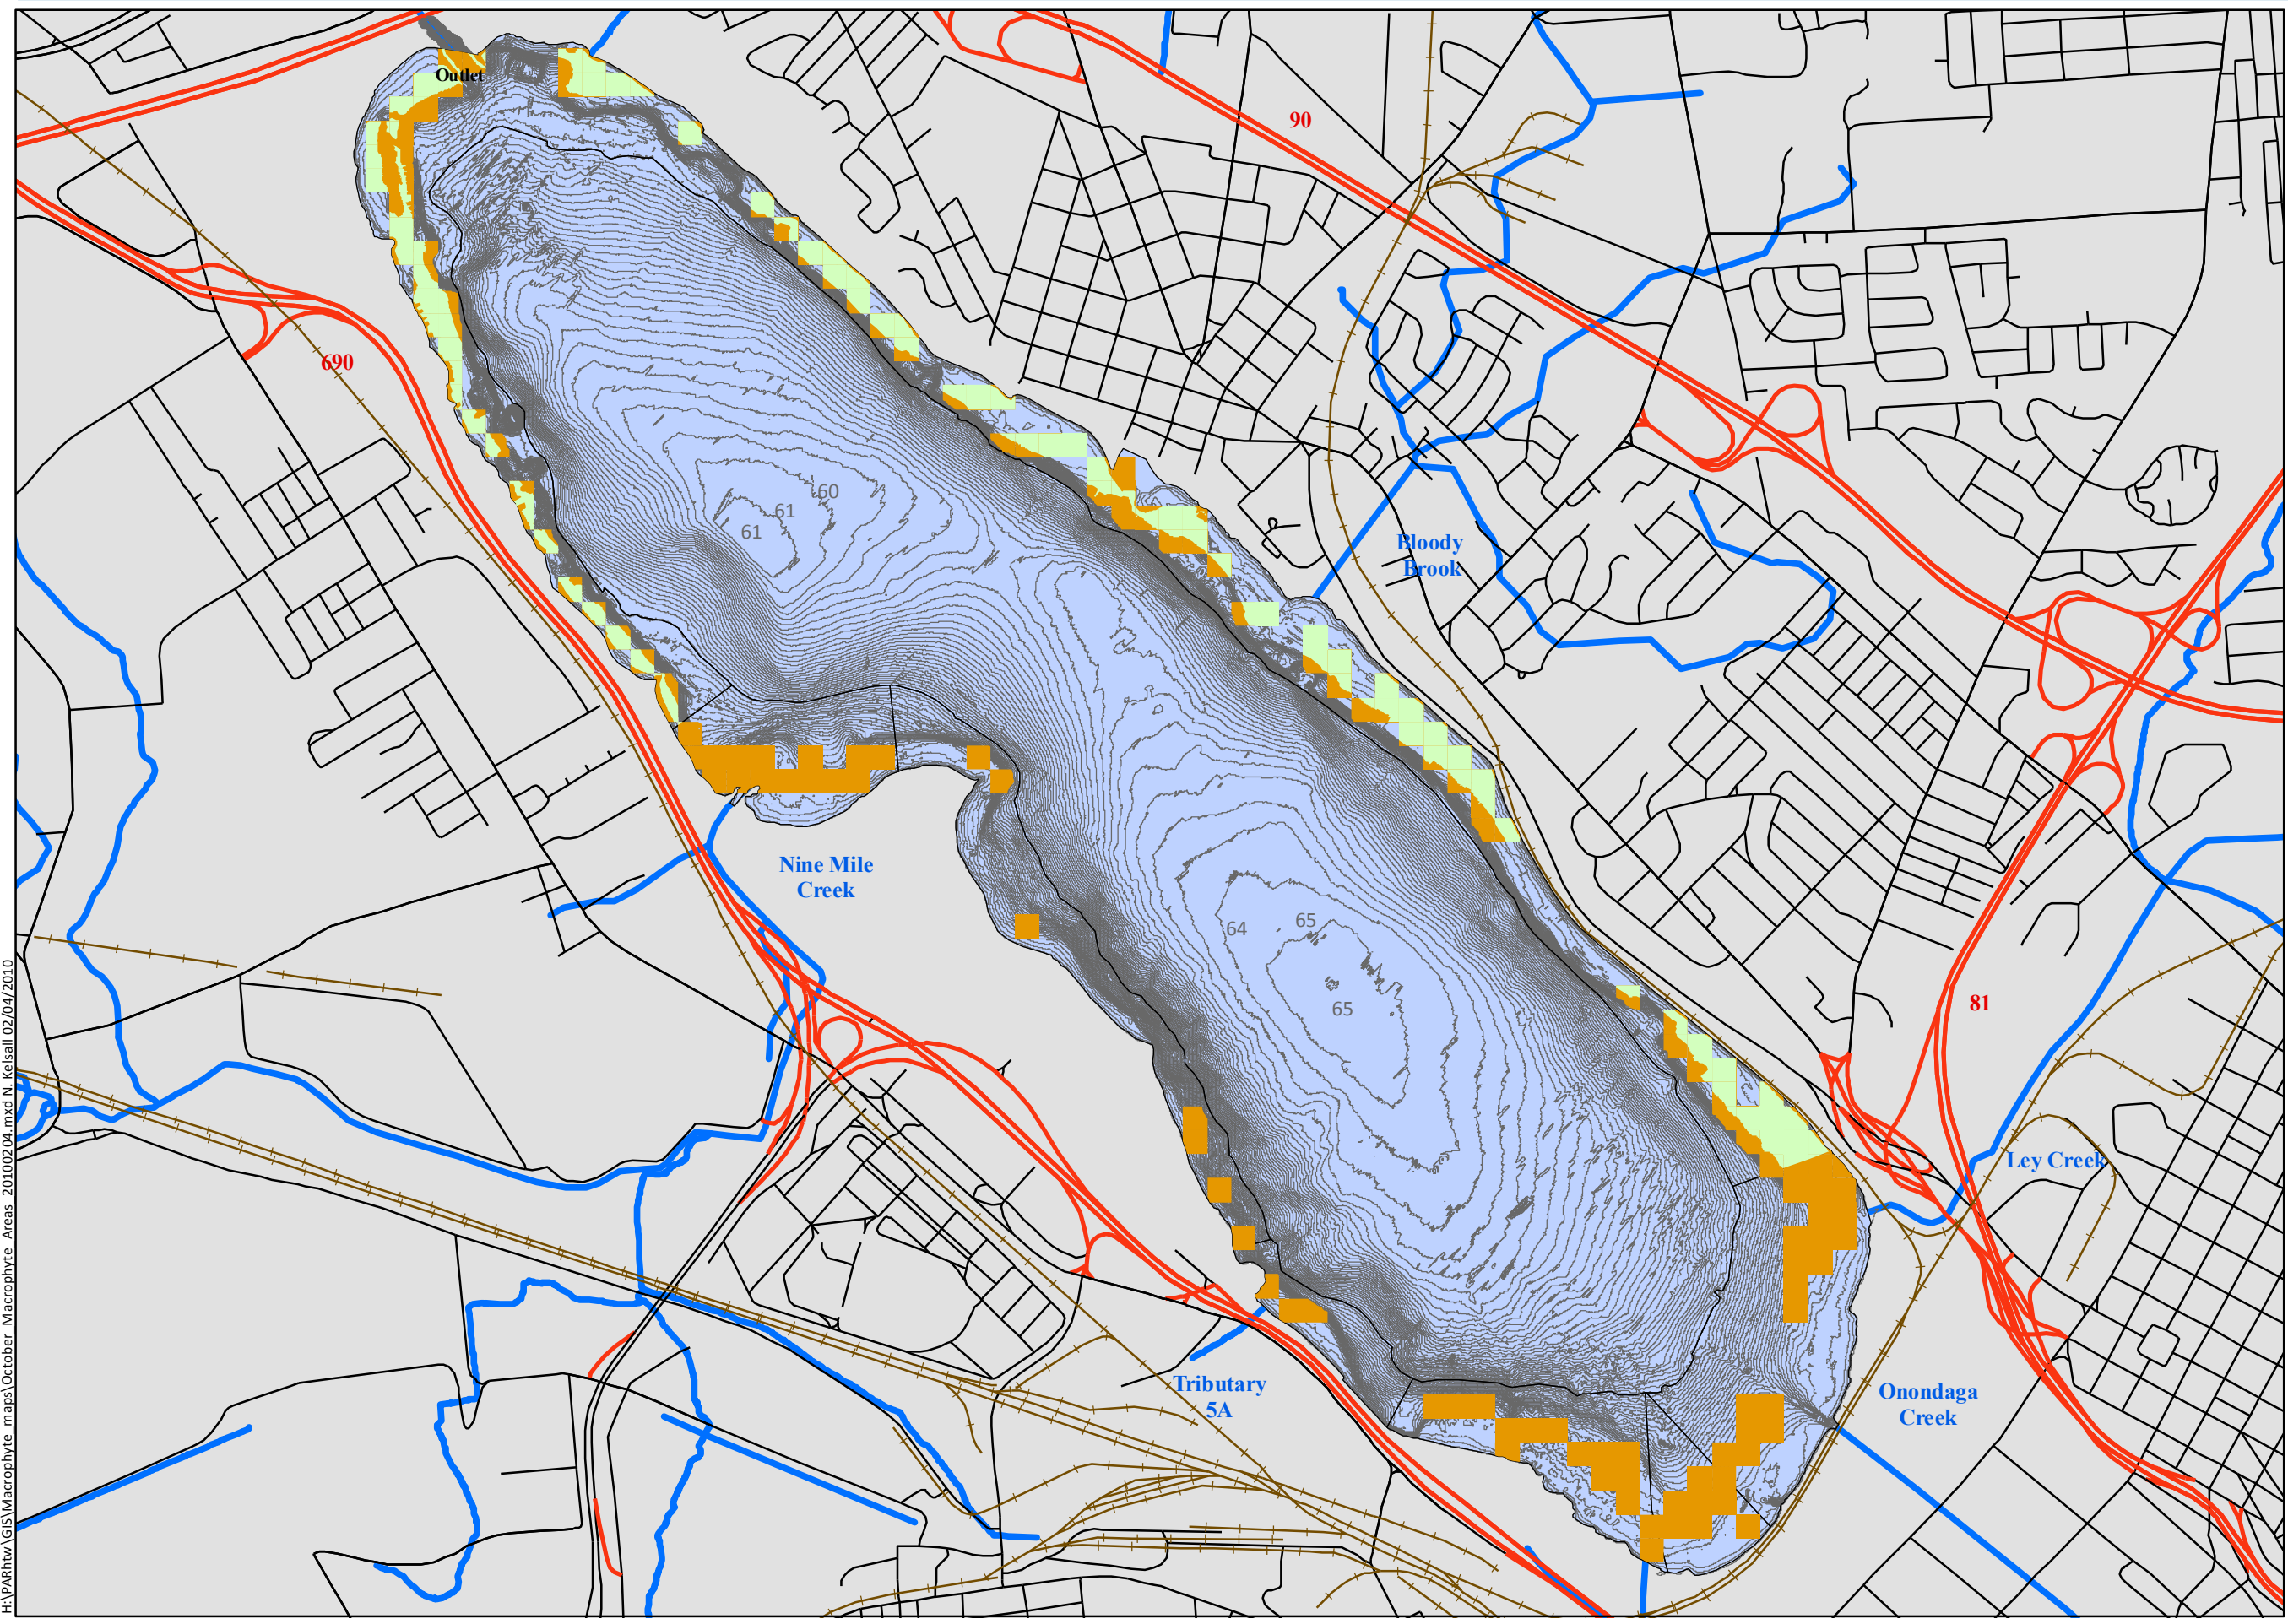 Outlet
90
690
60
61
61
Bloody
Brook
Nine Mile
Creek
65
64
65
81
Ley Creek
Tributary
5A
Onondaga
Creek
H:\PARhtw\GIS\Macrophyte_maps\October_Macrophyte_Areas_20100204.mxd N. Kelsall 02/04/2010